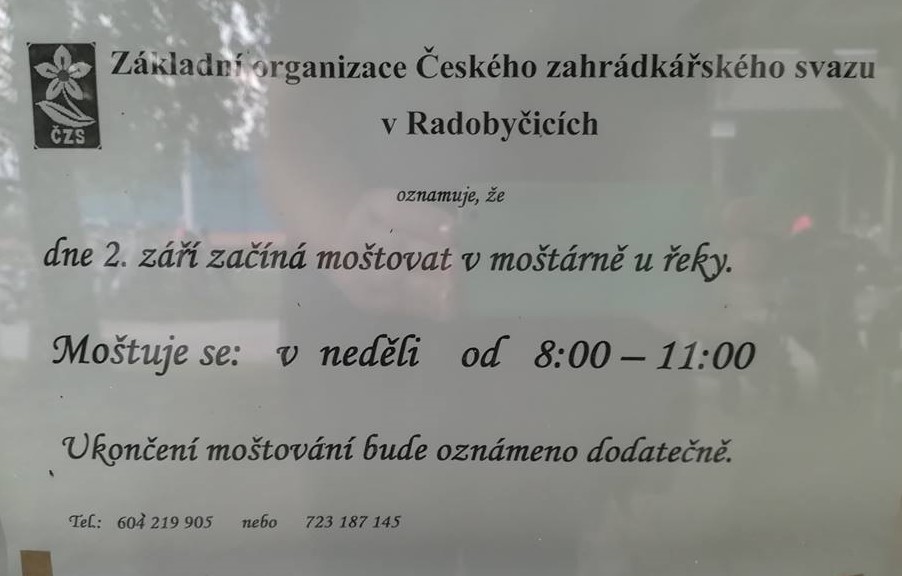 Základní organizace Českého zahrádkářského svazu
ČZS
v Radobyčicích
oznamuje, že
dne 2. září začíná moštovat v moštárně u řeky.
Moštuje se: v neděli od 8:00 – 11:00
Ukončení moštování bude oznámeno dodatečně.
Tel.: 604 219 905 nebo 723 187 145